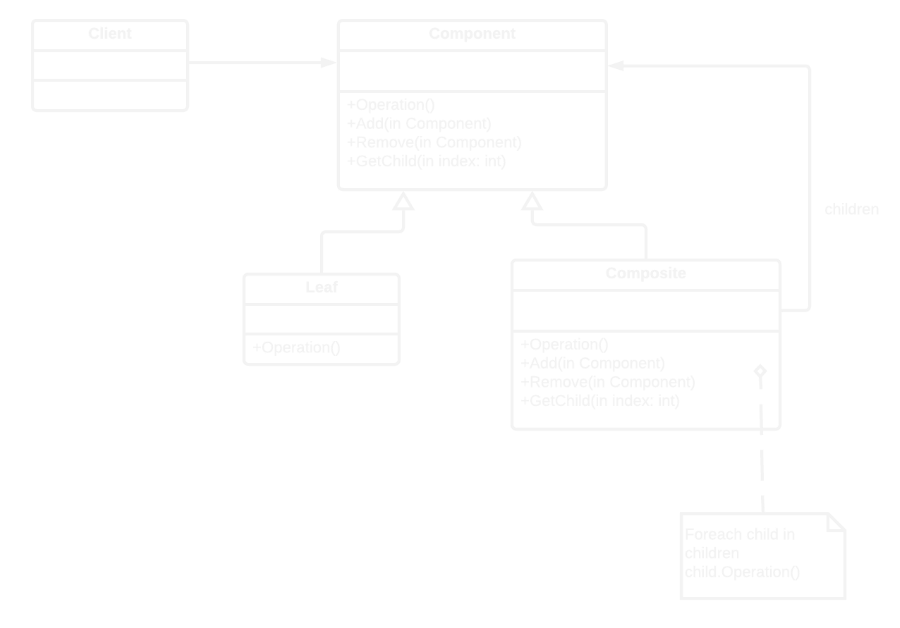 Client
Component
+Operation()
+Add(in Component)
+Remove(in Component)
+GetChild(in index: int)
children
Leaf
+Operation()
Composite
+Operation()
+Add(in Component)
+Remove(in Component)
+GetChild(in index: int)
Foreach child in
children
child.Operation()